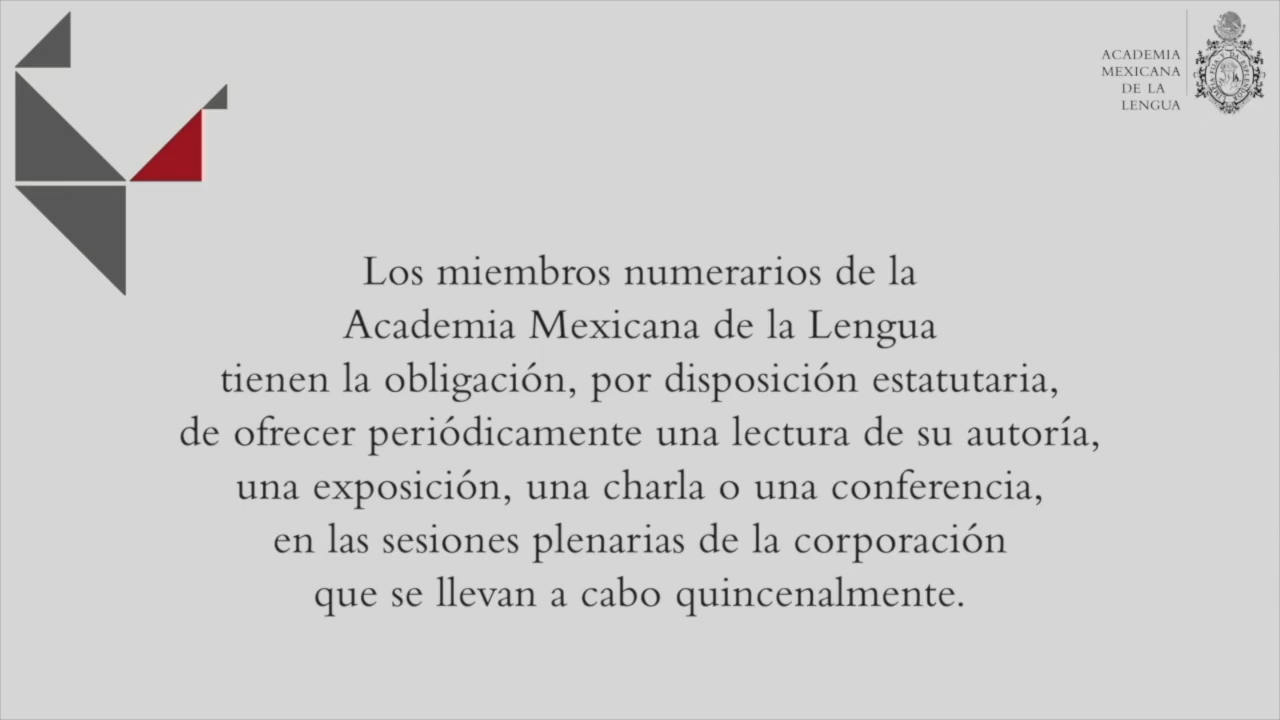 ACADEMIA
MEXICANA
DE LA
LENGUA
Los miembros numerarios de la
Academia Mexicana de la Lengua
tienen la obligación, por disposición estatutaria,
de ofrecer periódicamente una lectura de su autoría,
una exposición, una charla o una conferencia,
en las sesiones plenarias de la corporación
que se llevan a cabo quincenalmente.